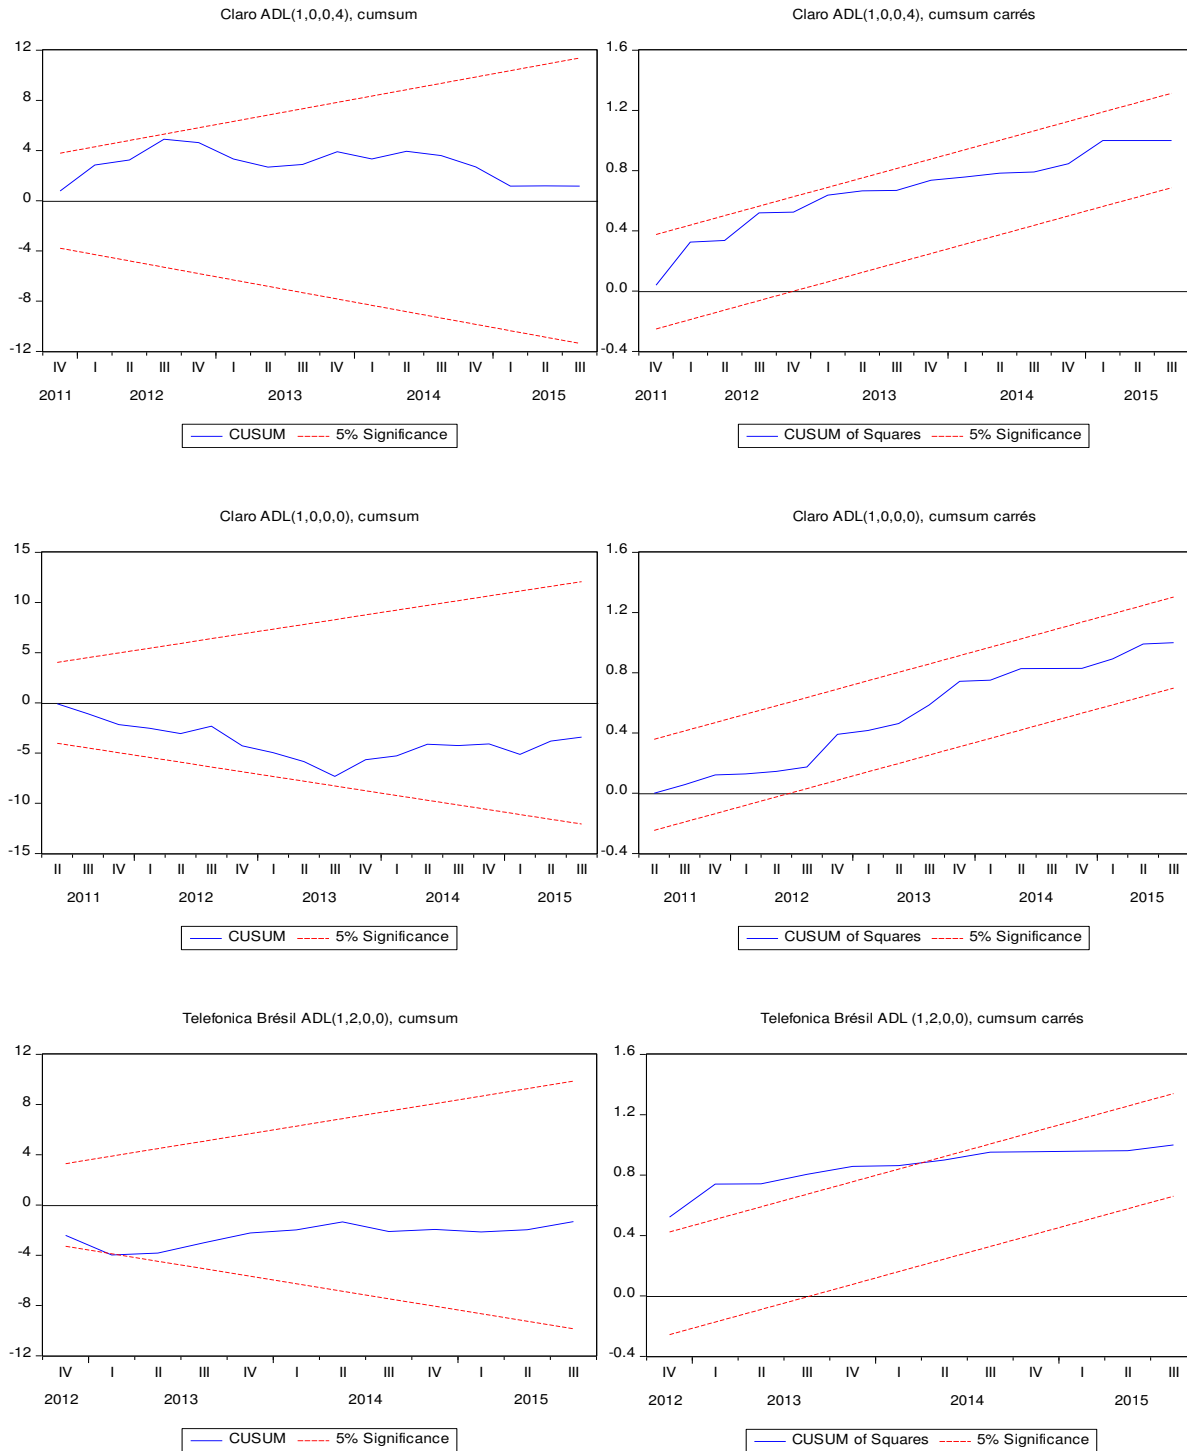 Claro ADL(1,0,0,4), cumsum
12
8
4
0
-4
-8
-12
IV I II III IV I II III IV I II III IV I II III
2011 2012 2013 2014 2015
CUSUM 5% Significance
Claro ADL(1,0,0,4), cumsum carrés
1.6
1.2
0.8
0.4
0.0
-0.4
IV I II III IV I II III IV I II III IV I II III
2011 2012 2013 2014 2015
CUSUM of Squares 5% Significance
Claro ADL(1,0,0,0), cumsum
15
10
5
0
-5
-10
-15
II III IV I II III IV I II III IV I II III IV I II III
2011 2012 2013 2014 2015
CUSUM 5% Significance
Claro ADL(1,0,0,0), cumsum carrés
1.6
1.2
0.8
0.4
0.0
-0.4
II III IV I II III IV I II III IV I II III IV I II III
2011 2012 2013 2014 2015
CUSUM of Squares 5% Significance
Telefonica Brésil ADL(1,2,0,0), cumsum
12
8
4
0
-4
-8
-12
IV I II III IV I II III IV I II III
2012 2013 2014 2015
CUSUM 5% Significance
Telefonica Brésil ADL (1,2,0,0), cumsum carrés
1.6
1.2
0.8
0.4
0.0
-0.4
IV I II III IV I II III IV I II III
2012 2013 2014 2015
CUSUM of Squares 5% Significance